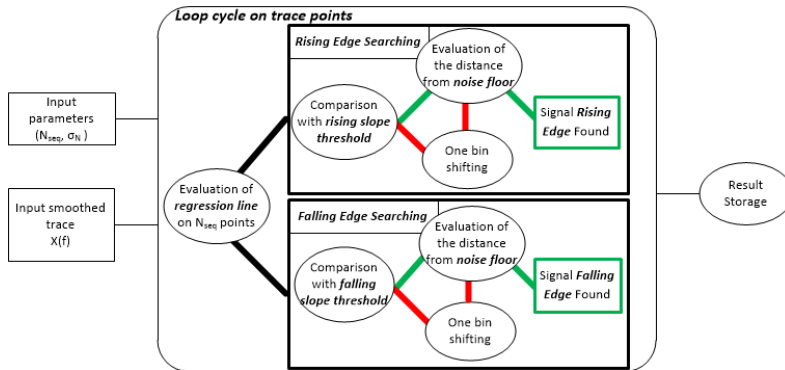 Loop cycle on trace points
Input
parameters
(Nseq, σN )
Input smoothed
trace
X(f)
Evaluation of
regression line
on Nseq points
Rising Edge Searching
Comparison
with rising slope
threshold
Evaluation of
the distance
from noise floor
One bin
shifting
Signal Rising
Edge Found
Falling Edge Searching
Comparison
with falling
slope threshold
Evaluation of
the distance
from noise floor
One bin
shifting
Signal Falling
Edge Found
Result
Storage